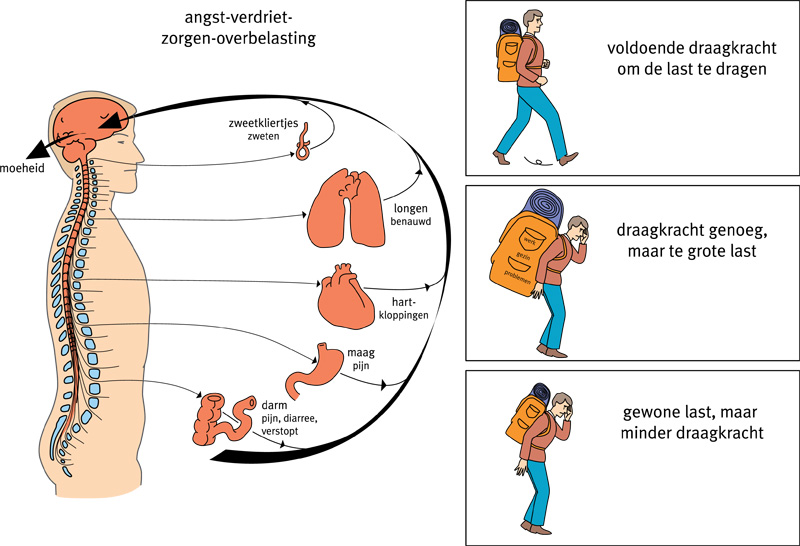 angst-verdriet-
zorgen-overbelasting
zweetkliertjes
zweten
moeheid
longen
benauwd
hart-
kloppingen
maag
pijn
darm
pijn, diarree,
verstopt
voldoende draagkracht
om de last te dragen
werk
gezin
problemen
draagkracht genoeg,
maar te grote last
gewone last, maar
minder draagkracht